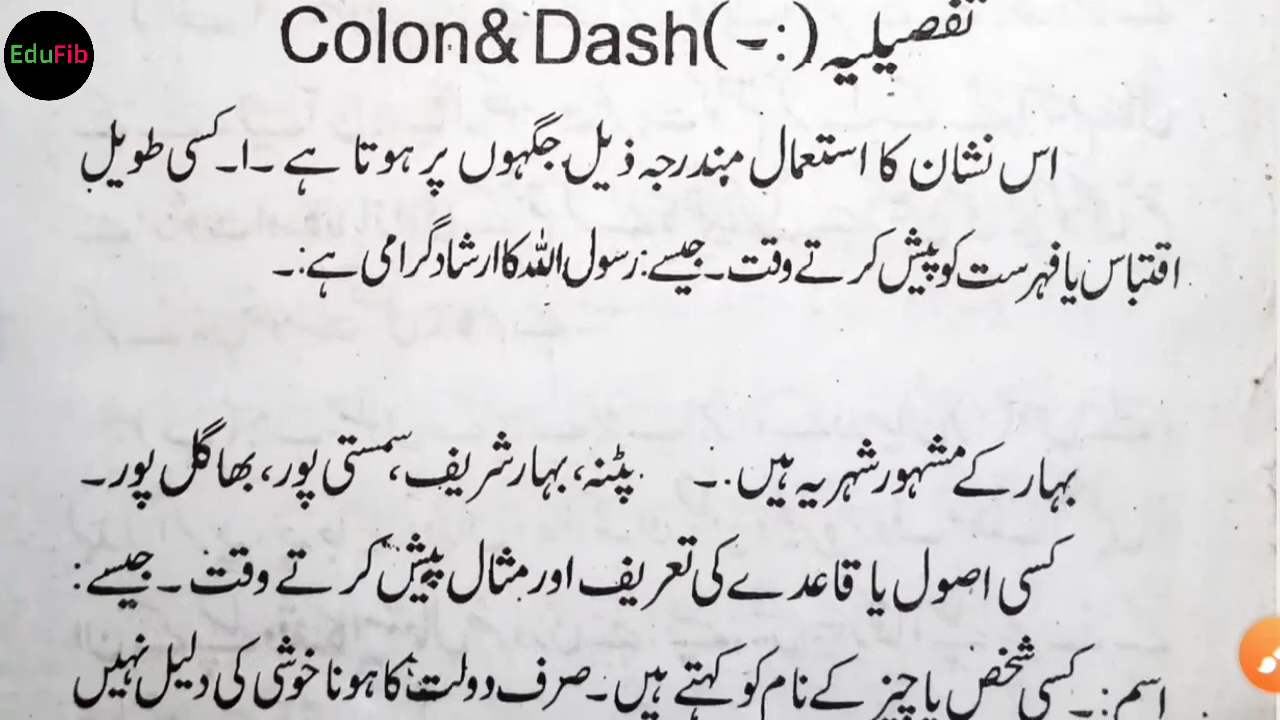 EduFib
تفصیلیہ (:۔) Colon& Dash
اس نشان کا استعمال مندرجہ ذیل جگہوں پر ہوتا ہے ۔ا۔ کسی طویل
اقتباس یا فہرست کو پیش کرتے وقت۔ جیسے: رسول اللہ کا ارشاد گرامی ہے:۔
بہار کے مشہور شہر یہ ہیں:۔ پٹنہ، بہار شریف، سمستی پور، بھاگل پور۔
کسی اصول یا قاعدے کی تعریف اور مثال پیش کرتے وقت ۔ جیسے:
اسم:۔ کسی شخص یا چیز کے نام کو کہتے ہیں۔ صرف دولت کا ہونا خوشی کی دلیل نہیں